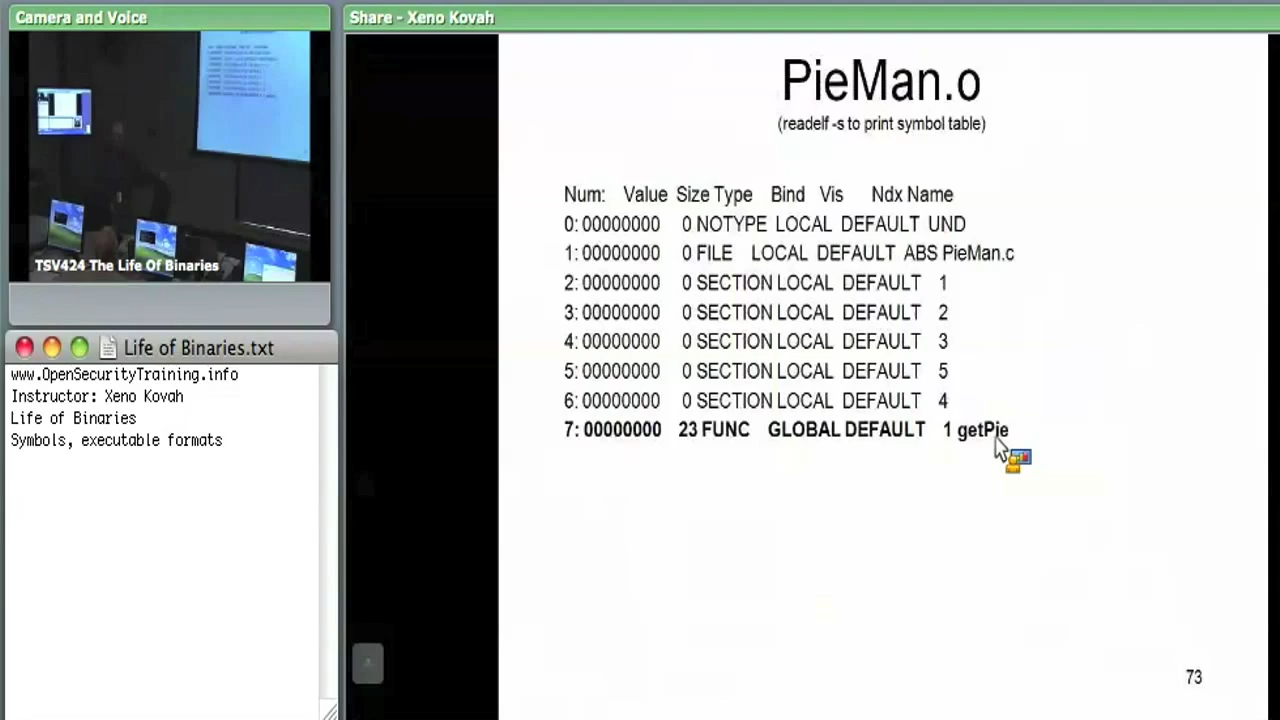 Camera and Voice
TSV424 The Life Of Binaries
Life of Binaries.txt
www.OpenSecurityTraining.info
Instructor: Xeno Kovah
Life of Binaries
Symbols, executable formats
Share - Xeno Kovah
PieMan.o
(readelf -s to print symbol table)
Num: Value Size Type Bind Vis Ndx Name
0: 00000000 0 NOTYPE LOCAL DEFAULT UND
1: 00000000 0 FILE LOCAL DEFAULT ABS PieMan.c
2: 00000000 0 SECTION LOCAL DEFAULT 1
3: 00000000 0 SECTION LOCAL DEFAULT 2
4: 00000000 0 SECTION LOCAL DEFAULT 3
5: 00000000 0 SECTION LOCAL DEFAULT 5
6: 00000000 0 SECTION LOCAL DEFAULT 4
7: 00000000 23 FUNC GLOBAL DEFAULT 1 getPie
73